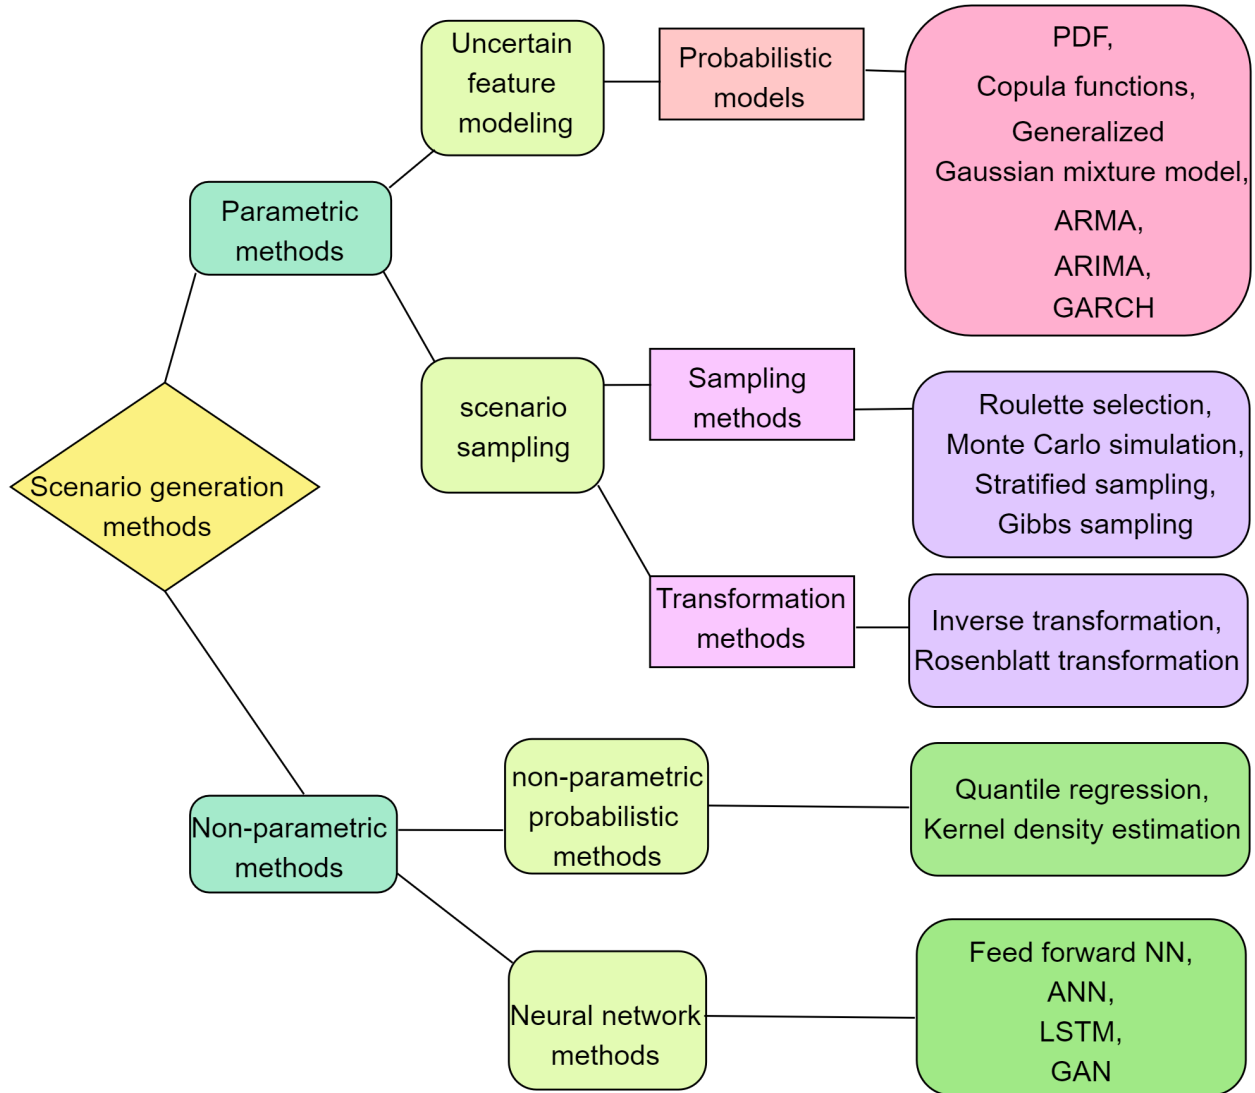 Uncertain
feature
modeling
Probabilistic
models
PDF,
Copula functions,
Generalized
Gaussian mixture model,
ARMA,
ARIMA,
GARCH
Parametric
methods
scenario
sampling
Sampling
methods
Roulette selection,
Monte Carlo simulation,
Stratified sampling,
Gibbs sampling
Scenario generation
methods
Transformation
methods
Inverse transformation,
Rosenblatt transformation
Non-parametric
methods
non-parametric
probabilistic
methods
Quantile regression,
Kernel density estimation
Neural network
methods
Feed forward NN,
ANN,
LSTM,
GAN